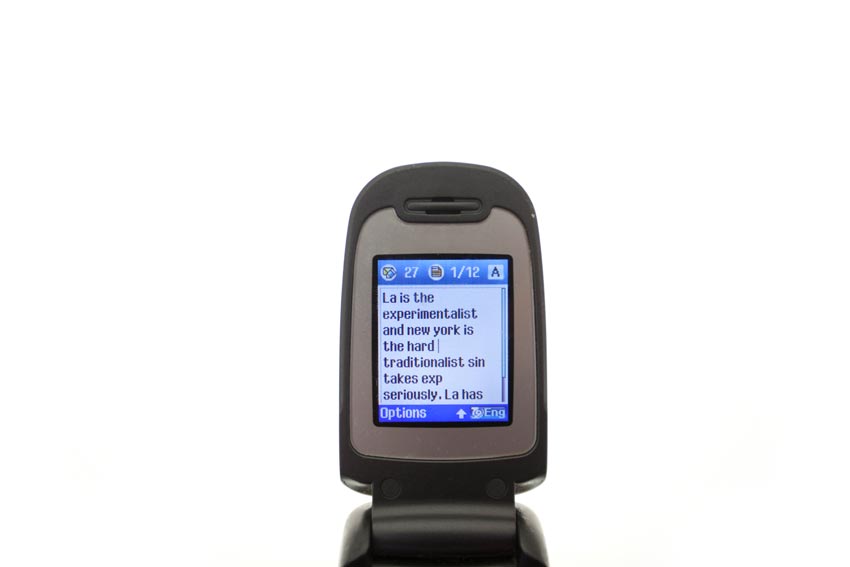 27 1/12 A
La is the
experimentalist
and new york is
the hard
traditionalist sin
takes exp
seriously. La has
Options Eng